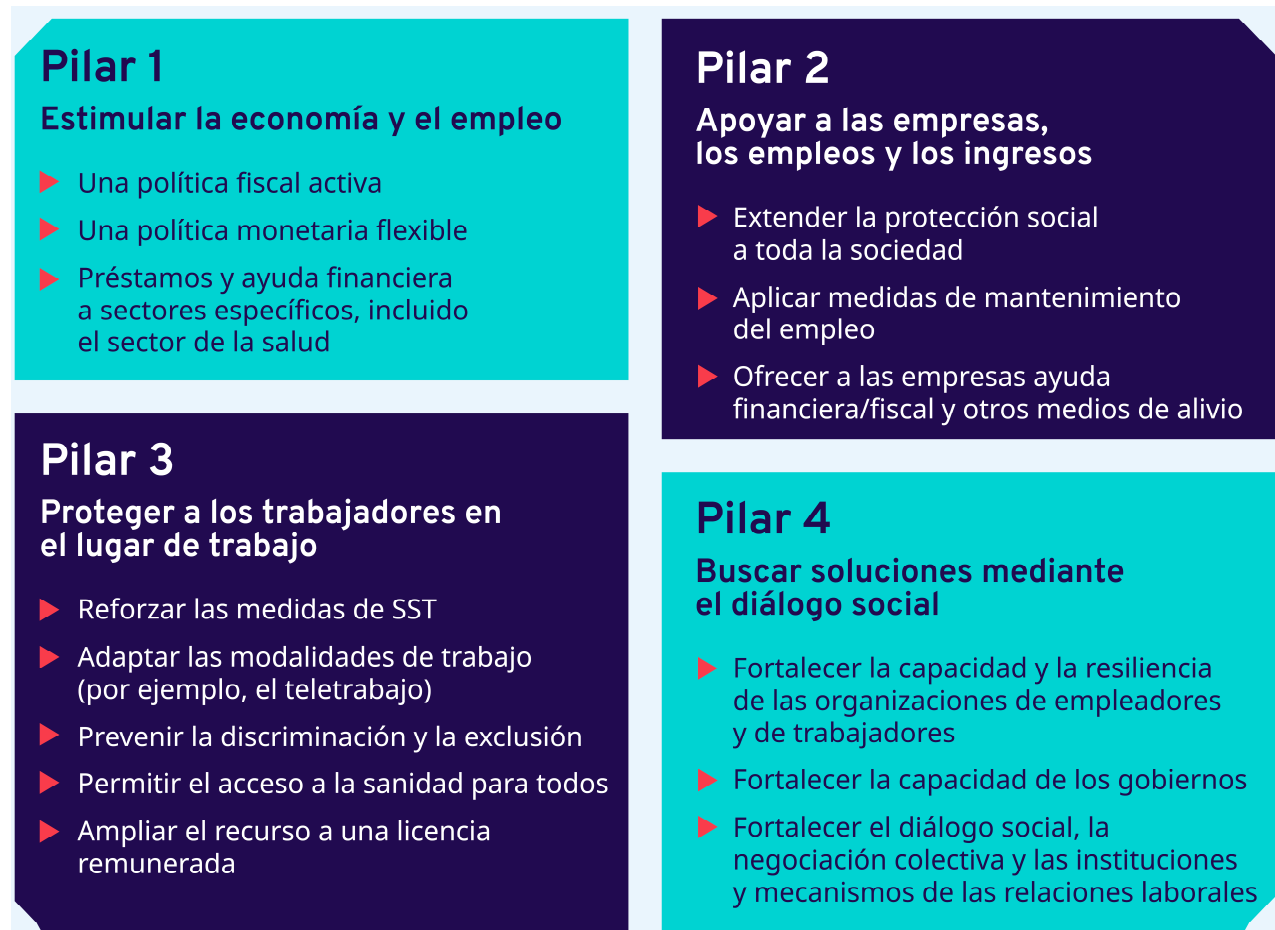 Pilar 1
Estimular la economía y el empleo
Una política fiscal activa
Una política monetaria flexible
Préstamos y ayuda financiera
a sectores específicos, incluido
el sector de la salud
Pilar 2
Apoyar a las empresas,
los empleos y los ingresos
Extender la protección social
a toda la sociedad
Aplicar medidas de mantenimiento
del empleo
Ofrecer a las empresas ayuda
financiera/fiscal y otros medios de alivio
Pilar 3
Proteger a los trabajadores en
el lugar de trabajo
Reforzar las medidas de SST
Adaptar las modalidades de trabajo
(por ejemplo, el teletrabajo)
Prevenir la discriminación y la exclusión
Permitir el acceso a la sanidad para todos
Ampliar el recurso a una licencia
remunerada
Pilar 4
Buscar soluciones mediante
el diálogo social
Fortalecer la capacidad y la resiliencia
de las organizaciones de empleadores
y de trabajadores
Fortalecer la capacidad de los gobiernos
Fortalecer el diálogo social, la
negociación colectiva y las instituciones
y mecanismos de las relaciones laborales